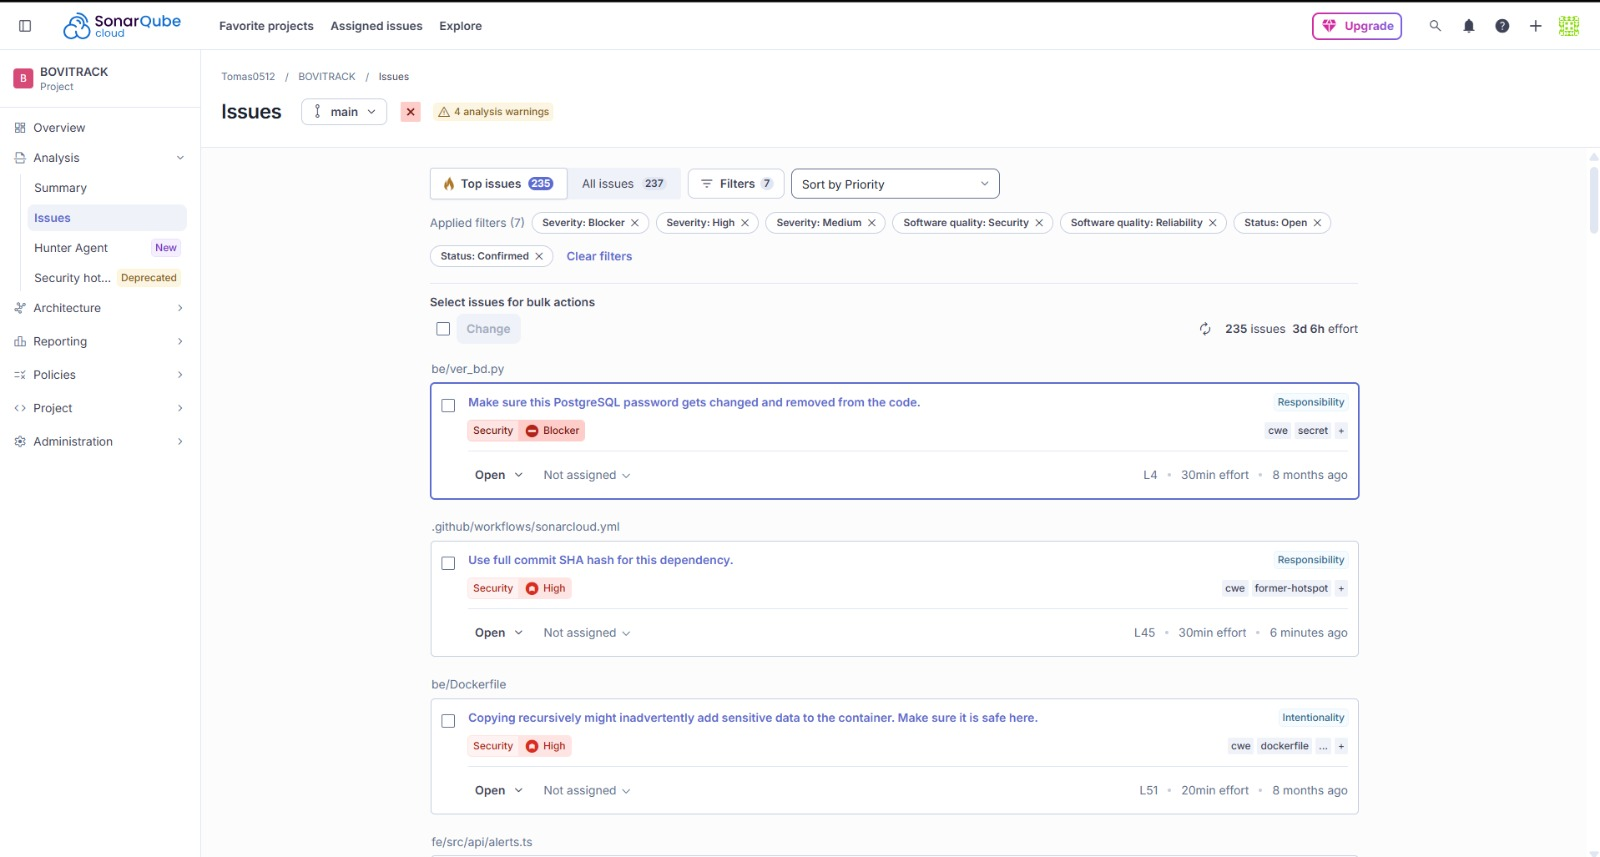 SonarQube cloud
Favorite projects Assigned issues Explore
Upgrade
B BOVITRACK
Project
Overview
Analysis
Summary
Issues
Hunter Agent New
Security hot... Deprecated
Architecture
Reporting
Policies
Project
Administration
Tomas0512 / BOVITRACK / Issues
Issues main 4 analysis warnings
Top issues 235 All issues 237 Filters 7 Sort by Priority
Applied filters (7) Severity: Blocker Severity: High Severity: Medium Software quality: Security Software quality: Reliability Status: Open
Status: Confirmed Clear filters
Select issues for bulk actions
Change 235 issues 3d 6h effort
be/ver_bd.py
Make sure this PostgreSQL password gets changed and removed from the code. Responsibility
Security Blocker cwe secret +
Open Not assigned L4 • 30min effort • 8 months ago
.github/workflows/sonarcloud.yml
Use full commit SHA hash for this dependency. Responsibility
Security High cwe former-hotspot +
Open Not assigned L45 • 30min effort • 6 minutes ago
be/Dockerfile
Copying recursively might inadvertently add sensitive data to the container. Make sure it is safe here. Intentionality
Security High cwe dockerfile ... +
Open Not assigned L51 • 20min effort • 8 months ago
fe/src/api/alerts.ts